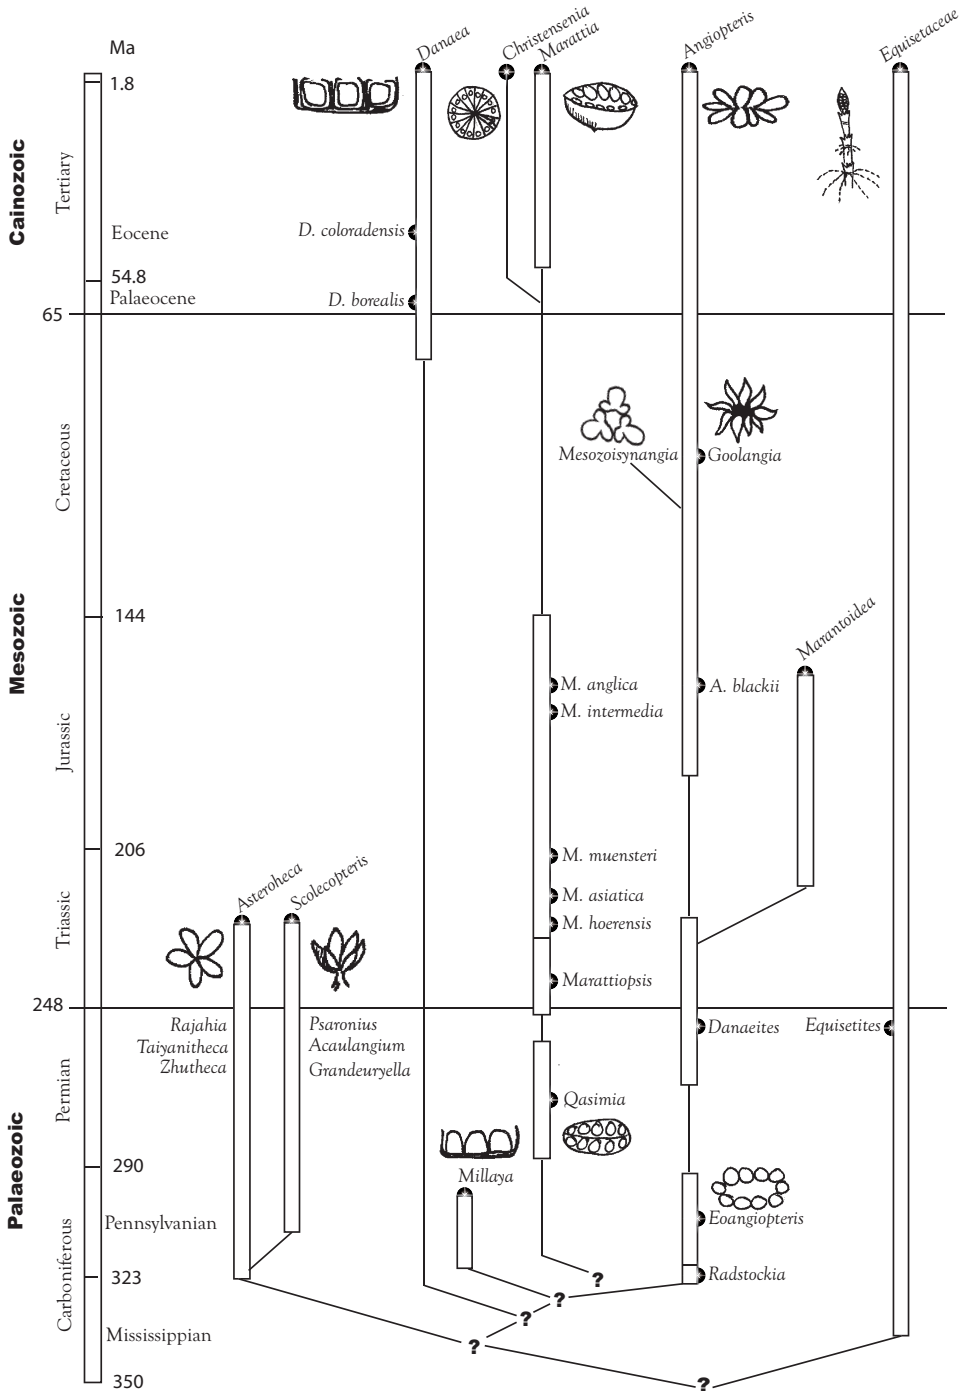 Ma
Danaea
Christensenia
Marattia
Angiopteris
Equisetaceae
1.8
Cainozoic
Tertiary
Eocene
D. coloradensis
54.8
Palaeocene
D. borealis
65
Cretaceous
Mesozoisynangia
Goolangia
Mesozoic
144
Marantoidea
M. anglica
A. blackii
M. intermedia
Jurassic
206
M. muensteri
Asteroheca
Scolecopteris
M. asiatica
Triassic
M. hoerensis
Marattiopsis
248
Rajahia
Taiyanitheca
Zhutheca
Psaronius
Acaulangium
Grandeuryella
Danaeites
Equisetites
Permian
Qasimia
Palaeozoic
290
Millaya
Pennsylvanian
Eoangiopteris
Carboniferous
323
?
Radstockia
?
?
Mississippian
?
350
?